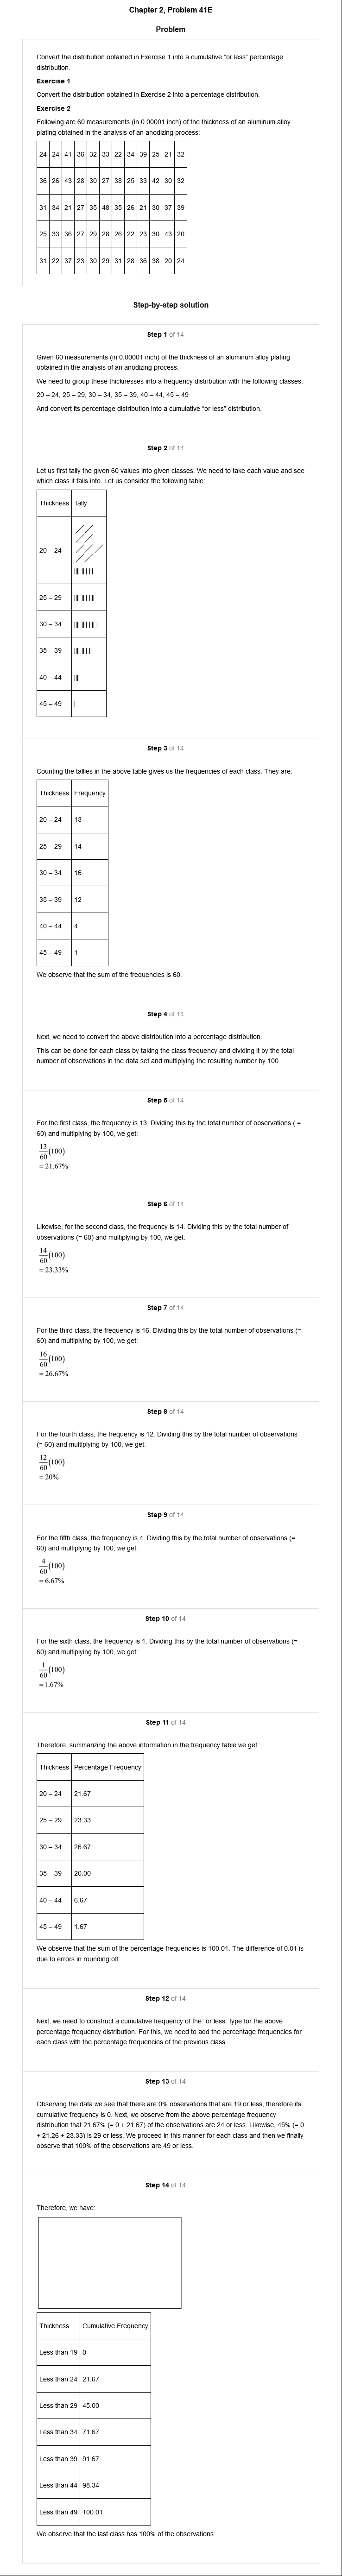 Chapter 2, Problem 41E
Problem
Convert the distribution obtained in Exercise 1 into a cumulative “or less” percentage
distribution.
Exercise 1
Convert the distribution obtained in Exercise 2 into a percentage distribution.
Exercise 2
Following are 60 measurements (in 0.00001 inch) of the thickness of an aluminum alloy
plating obtained in the analysis of an anodizing process:
24 24 41 36 32 33 22 34 39 25 21 32
36 26 43 28 30 27 38 25 33 42 30 32
31 34 21 27 35 48 35 26 21 30 37 39
25 33 36 27 29 28 26 22 23 30 43 20
31 22 37 23 30 29 31 28 36 38 20 24
Step-by-step solution
Step 1 of 14
Given 60 measurements (in 0.00001 inch) of the thickness of an aluminum alloy plating
obtained in the analysis of an anodizing process.
We need to group these thicknesses into a frequency distribution with the following classes:
20 – 24, 25 – 29, 30 – 34, 35 – 39, 40 – 44, 45 – 49
And convert its percentage distribution into a cumulative “or less” distribution.
Step 2 of 14
Let us first tally the given 60 values into given classes. We need to take each value and see
which class it falls into. Let us consider the following table:
Thickness Tally
20 – 24 |||| |||| |||
25 – 29 |||| |||| ||||
30 – 34 |||| |||| |||| |
35 – 39 |||| |||| ||
40 – 44 ||||
45 – 49 |
Step 3 of 14
Counting the tallies in the above table gives us the frequencies of each class. They are:
Thickness Frequency
20 – 24 13
25 – 29 14
30 – 34 16
35 – 39 12
40 – 44 4
45 – 49 1
We observe that the sum of the frequencies is 60.
Step 4 of 14
Next, we need to convert the above distribution into a percentage distribution.
This can be done for each class by taking the class frequency and dividing it by the total
number of observations in the data set and multiplying the resulting number by 100.
Step 5 of 14
For the first class, the frequency is 13. Dividing this by the total number of observations ( =
60) and multiplying by 100, we get:
13/60 (100)
= 21.67%
Step 6 of 14
Likewise, for the second class, the frequency is 14. Dividing this by the total number of
observations (= 60) and multiplying by 100, we get:
14/60 (100)
= 23.33%
Step 7 of 14
For the third class, the frequency is 16. Dividing this by the total number of observations (=
60) and multiplying by 100, we get:
16/60 (100)
= 26.67%
Step 8 of 14
For the fourth class, the frequency is 12. Dividing this by the total number of observations
(= 60) and multiplying by 100, we get:
12/60 (100)
= 20%
Step 9 of 14
For the fifth class, the frequency is 4. Dividing this by the total number of observations (=
60) and multiplying by 100, we get:
4/60 (100)
= 6.67%
Step 10 of 14
For the sixth class, the frequency is 1. Dividing this by the total number of observations (=
60) and multiplying by 100, we get:
1/60 (100)
= 1.67%
Step 11 of 14
Therefore, summarizing the above information in the frequency table we get:
Thickness Percentage Frequency
20 – 24 21.67
25 – 29 23.33
30 – 34 26.67
35 – 39 20.00
40 – 44 6.67
45 – 49 1.67
We observe that the sum of the percentage frequencies is 100.01. The difference of 0.01 is
due to errors in rounding off.
Step 12 of 14
Next, we need to construct a cumulative frequency of the “or less” type for the above
percentage frequency distribution. For this, we need to add the percentage frequencies for
each class with the percentage frequencies of the previous class.
Step 13 of 14
Observing the data we see that there are 0% observations that are 19 or less, therefore its
cumulative frequency is 0. Next, we observe from the above percentage frequency
distribution that 21.67% (= 0 + 21.67) of the observations are 24 or less. Likewise, 45% (= 0
+ 21.26 + 23.33) is 29 or less. We proceed in this manner for each class and then we finally
observe that 100% of the observations are 49 or less.
Step 14 of 14
Therefore, we have:
Thickness Cumulative Frequency
Less than 19 0
Less than 24 21.67
Less than 29 45.00
Less than 34 71.67
Less than 39 91.67
Less than 44 98.34
Less than 49 100.01
We observe that the last class has 100% of the observations.